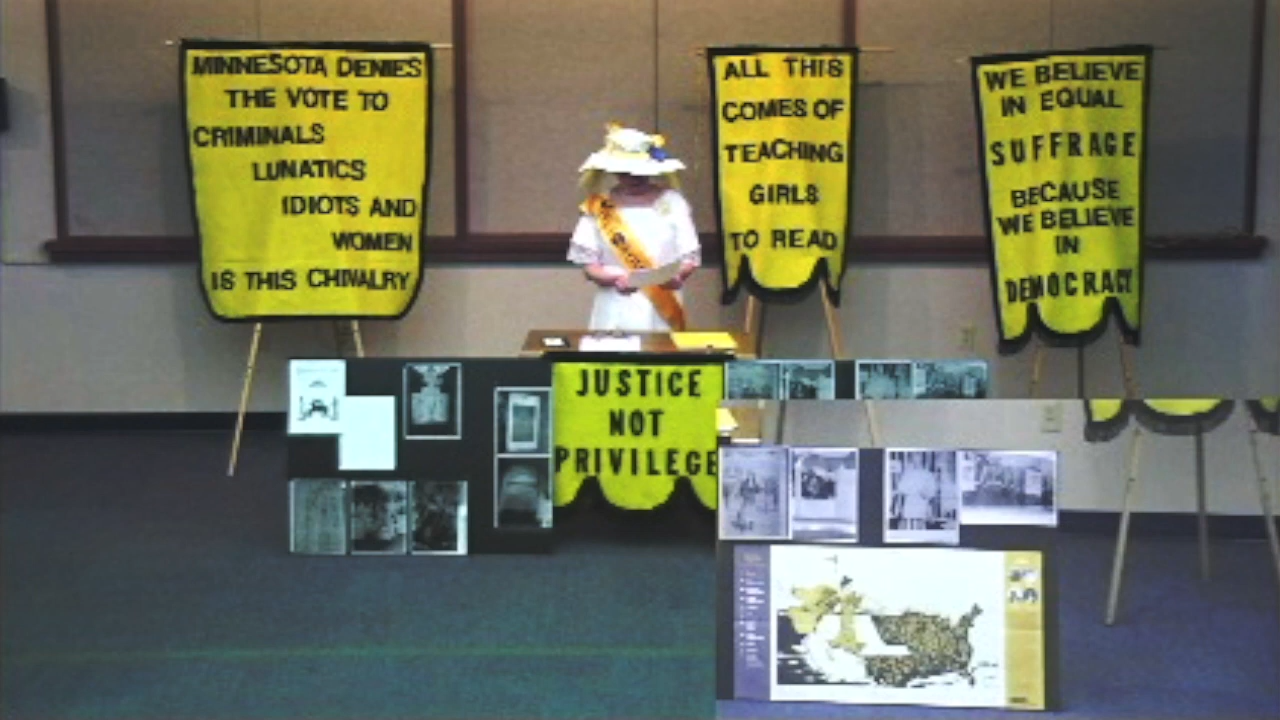 MINNESOTA DENIES
THE VOTE TO
CRIMINALS
LUNATICS
IDIOTS AND
WOMEN
IS THIS CHIVALRY
ALL THIS
COMES OF
TEACHING
GIRLS
TO READ
WE BELIEVE
IN EQUAL
SUFFRAGE
BECAUSE
WE BELIEVE
IN
DEMOCRACY
JUSTICE
NOT
PRIVILEGE